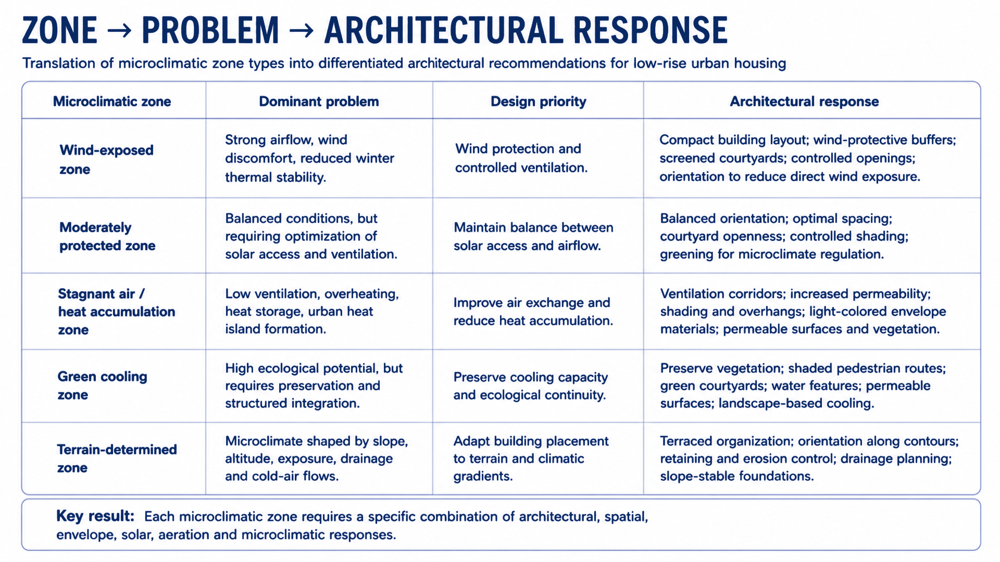 ZONE → PROBLEM → ARCHITECTURAL RESPONSE
Translation of microclimatic zone types into differentiated architectural recommendations for low-rise urban housing
Microclimatic zone
Dominant problem
Design priority
Architectural response
Wind-exposed
zone
Strong airflow, wind
discomfort, reduced winter
thermal stability.
Wind protection and
controlled ventilation.
Compact building layout; wind-protective buffers;
screened courtyards; controlled openings;
orientation to reduce direct wind exposure.
Moderately
protected zone
Balanced conditions, but
requiring optimization of
solar access and ventilation.
Maintain balance between
solar access and airflow.
Balanced orientation; optimal spacing;
courtyard openness; controlled shading;
greening for microclimate regulation.
Stagnant air /
heat accumulation
zone
Low ventilation, overheating,
heat storage, urban heat
island formation.
Improve air exchange and
reduce heat accumulation.
Ventilation corridors; increased permeability;
shading and overhangs; light-colored envelope
materials; permeable surfaces and vegetation.
Green cooling
zone
High ecological potential, but
requires preservation and
structured integration.
Preserve cooling capacity
and ecological continuity.
Preserve vegetation; shaded pedestrian routes;
green courtyards; water features; permeable
surfaces; landscape-based cooling.
Terrain-determined
zone
Microclimate shaped by slope,
altitude, exposure, drainage
and cold-air flows.
Adapt building placement
to terrain and climatic
gradients.
Terraced organization; orientation along contours;
retaining and erosion control; drainage planning;
slope-stable foundations.
Key result: Each microclimatic zone requires a specific combination of architectural, spatial,
envelope, solar, aeration and microclimatic responses.